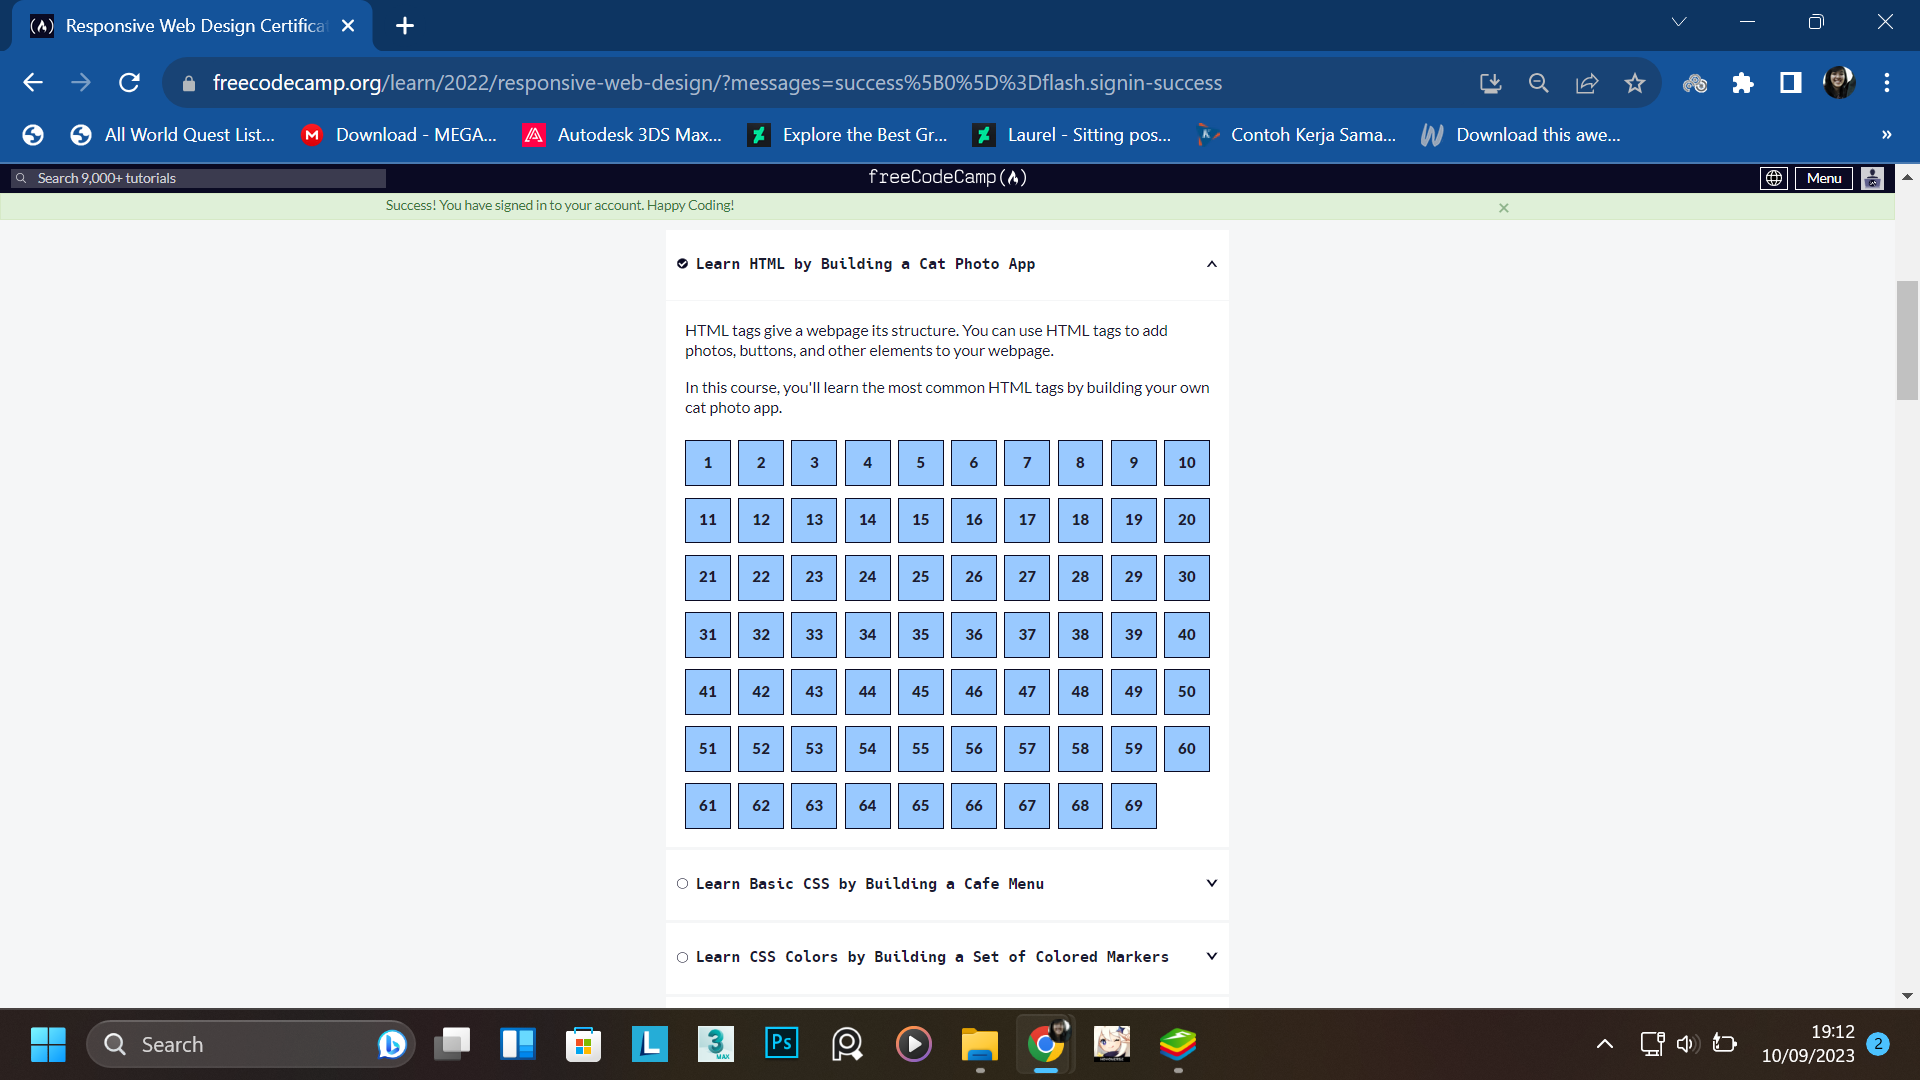 Responsive Web Design Certifica
freecodecamp.org/learn/2022/responsive-web-design/?messages=success%5B0%5D%3Dflash.signin-success
All World Quest List...
Download - MEGA...
Autodesk 3DS Max...
Explore the Best Gr...
Laurel - Sitting pos...
Contoh Kerja Sama...
Download this awe...
»
Search 9,000+ tutorials
freeCodeCamp
Menu
Success! You have signed in to your account. Happy Coding!
Learn HTML by Building a Cat Photo App
HTML tags give a webpage its structure. You can use HTML tags to add
photos, buttons, and other elements to your webpage.
In this course, you'll learn the most common HTML tags by building your own
cat photo app.
1 2 3 4 5 6 7 8 9 10
11 12 13 14 15 16 17 18 19 20
21 22 23 24 25 26 27 28 29 30
31 32 33 34 35 36 37 38 39 40
41 42 43 44 45 46 47 48 49 50
51 52 53 54 55 56 57 58 59 60
61 62 63 64 65 66 67 68 69
Learn Basic CSS by Building a Cafe Menu
Learn CSS Colors by Building a Set of Colored Markers
Search
L
3
MAX
Ps
19:12
10/09/2023
2